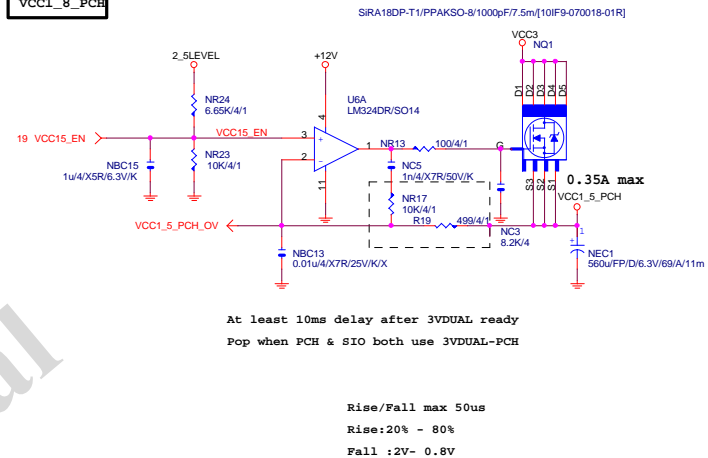 VCC1_8_PCH
SiRA18DP-T1/PPAKSO-8/1000pF/7.5m/[10IF9-070018-01R]
VCC3
NQ1
2_5LEVEL
+12V
D1
D2
D3
D4
D5
NR24
6.65K/4/1
U6A
LM324DR/SO14
4
19 VCC15_EN
VCC15_EN
3
+
1
NR13
100/4/1
G
2
-
NBC15
1u/4/X5R/6.3V/K
NR23
10K/4/1
11
NC5
1n/4/X7R/50V/K
S3
S2
S1
0.35A max
VCC1_5_PCH
NR17
10K/4/1
VCC1_5_PCH_OV
R19
499/4/1
NC3
8.2K/4
1
+
NBC13
0.01u/4/X7R/25V/K/X
NEC1
560u/FP/D/6.3V/69/A/11m
At least 10ms delay after 3VDUAL ready
Pop when PCH & SIO both use 3VDUAL-PCH
Rise/Fall max 50us
Rise:20% - 80%
Fall :2V- 0.8V